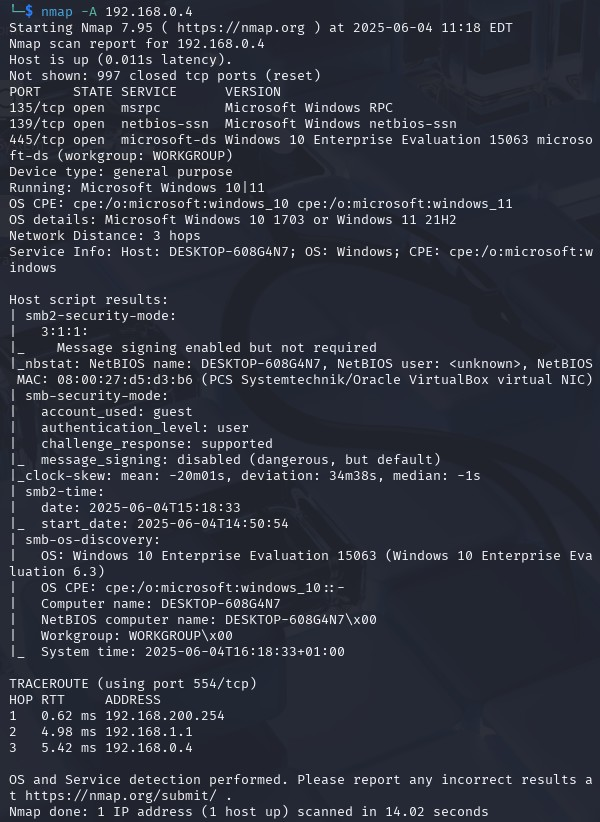 └─$ nmap -A 192.168.0.4
Starting Nmap 7.95 ( https://nmap.org ) at 2025-06-04 11:18 EDT
Nmap scan report for 192.168.0.4
Host is up (0.011s latency).
Not shown: 997 closed tcp ports (reset)
PORT    STATE SERVICE      VERSION
135/tcp open  msrpc        Microsoft Windows RPC
139/tcp open  netbios-ssn  Microsoft Windows netbios-ssn
445/tcp open  microsoft-ds Windows 10 Enterprise Evaluation 15063 microso
ft-ds (workgroup: WORKGROUP)
Device type: general purpose
Running: Microsoft Windows 10|11
OS CPE: cpe:/o:microsoft:windows_10 cpe:/o:microsoft:windows_11
OS details: Microsoft Windows 10 1703 or Windows 11 21H2
Network Distance: 3 hops
Service Info: Host: DESKTOP-608G4N7; OS: Windows; CPE: cpe:/o:microsoft:w
indows

Host script results:
| smb2-security-mode:
|   3:1:1:
|_    Message signing enabled but not required
|_nbstat: NetBIOS name: DESKTOP-608G4N7, NetBIOS user: <unknown>, NetBIOS
 MAC: 08:00:27:d5:d3:b6 (PCS Systemtechnik/Oracle VirtualBox virtual NIC)
| smb-security-mode:
|   account_used: guest
|   authentication_level: user
|   challenge_response: supported
|_  message_signing: disabled (dangerous, but default)
|_clock-skew: mean: -20m01s, deviation: 34m38s, median: -1s
| smb2-time:
|   date: 2025-06-04T15:18:33
|_  start_date: 2025-06-04T14:50:54
| smb-os-discovery:
|   OS: Windows 10 Enterprise Evaluation 15063 (Windows 10 Enterprise Eva
luation 6.3)
|   OS CPE: cpe:/o:microsoft:windows_10::-
|   Computer name: DESKTOP-608G4N7
|   NetBIOS computer name: DESKTOP-608G4N7\x00
|   Workgroup: WORKGROUP\x00
|_  System time: 2025-06-04T16:18:33+01:00

TRACEROUTE (using port 554/tcp)
HOP RTT     ADDRESS
1   0.62 ms 192.168.200.254
2   4.98 ms 192.168.1.1
3   5.42 ms 192.168.0.4

OS and Service detection performed. Please report any incorrect results a
t https://nmap.org/submit/ .
Nmap done: 1 IP address (1 host up) scanned in 14.02 seconds